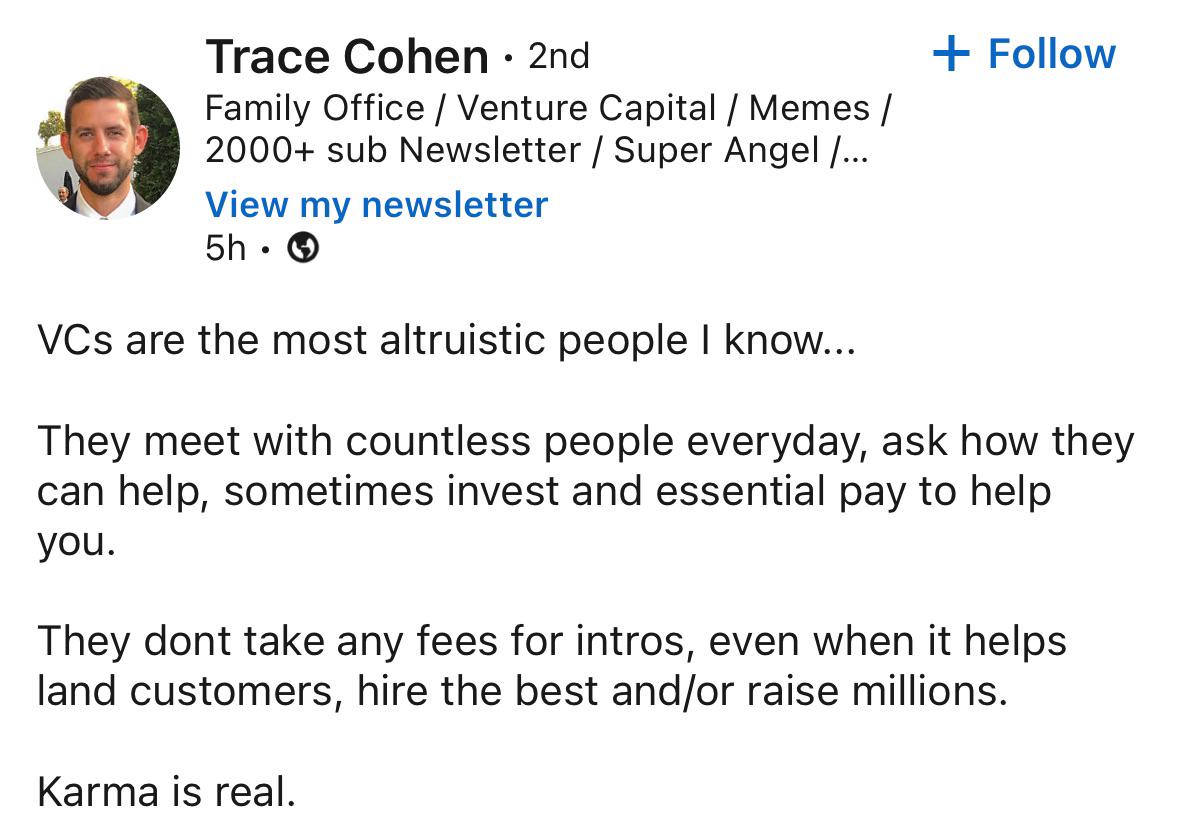 Trace Cohen · 2nd
+ Follow
Family Office / Venture Capital / Memes /
2000+ sub Newsletter / Super Angel /...
View my newsletter
5h ·
VCs are the most altruistic people I know...
They meet with countless people everyday, ask how they
can help, sometimes invest and essential pay to help
you.
They dont take any fees for intros, even when it helps
land customers, hire the best and/or raise millions.
Karma is real.